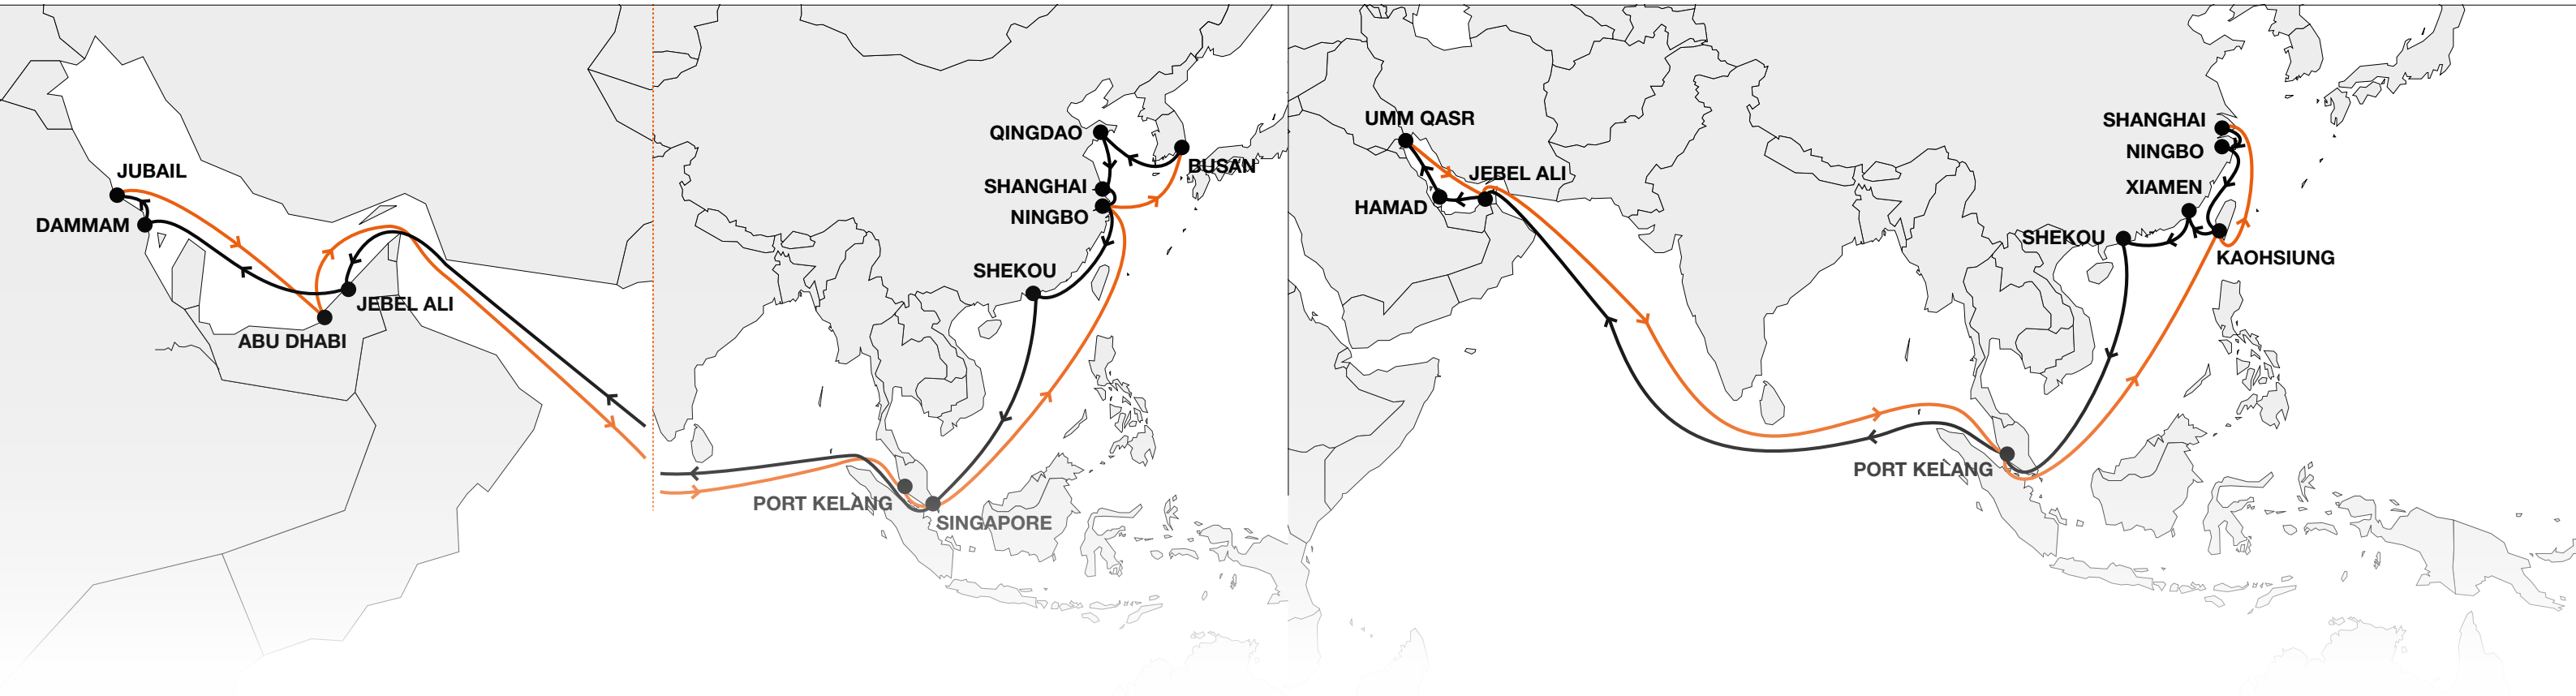 JUBAIL
DAMMAM
JEBEL ALI
ABU DHABI
QINGDAO
BUSAN
SHANGHAI
NINGBO
SHEKOU
PORT KELANG
SINGAPORE
UMM QASR
JEBEL ALI
HAMAD
SHANGHAI
NINGBO
XIAMEN
SHEKOU
KAOHSIUNG
PORT KELANG